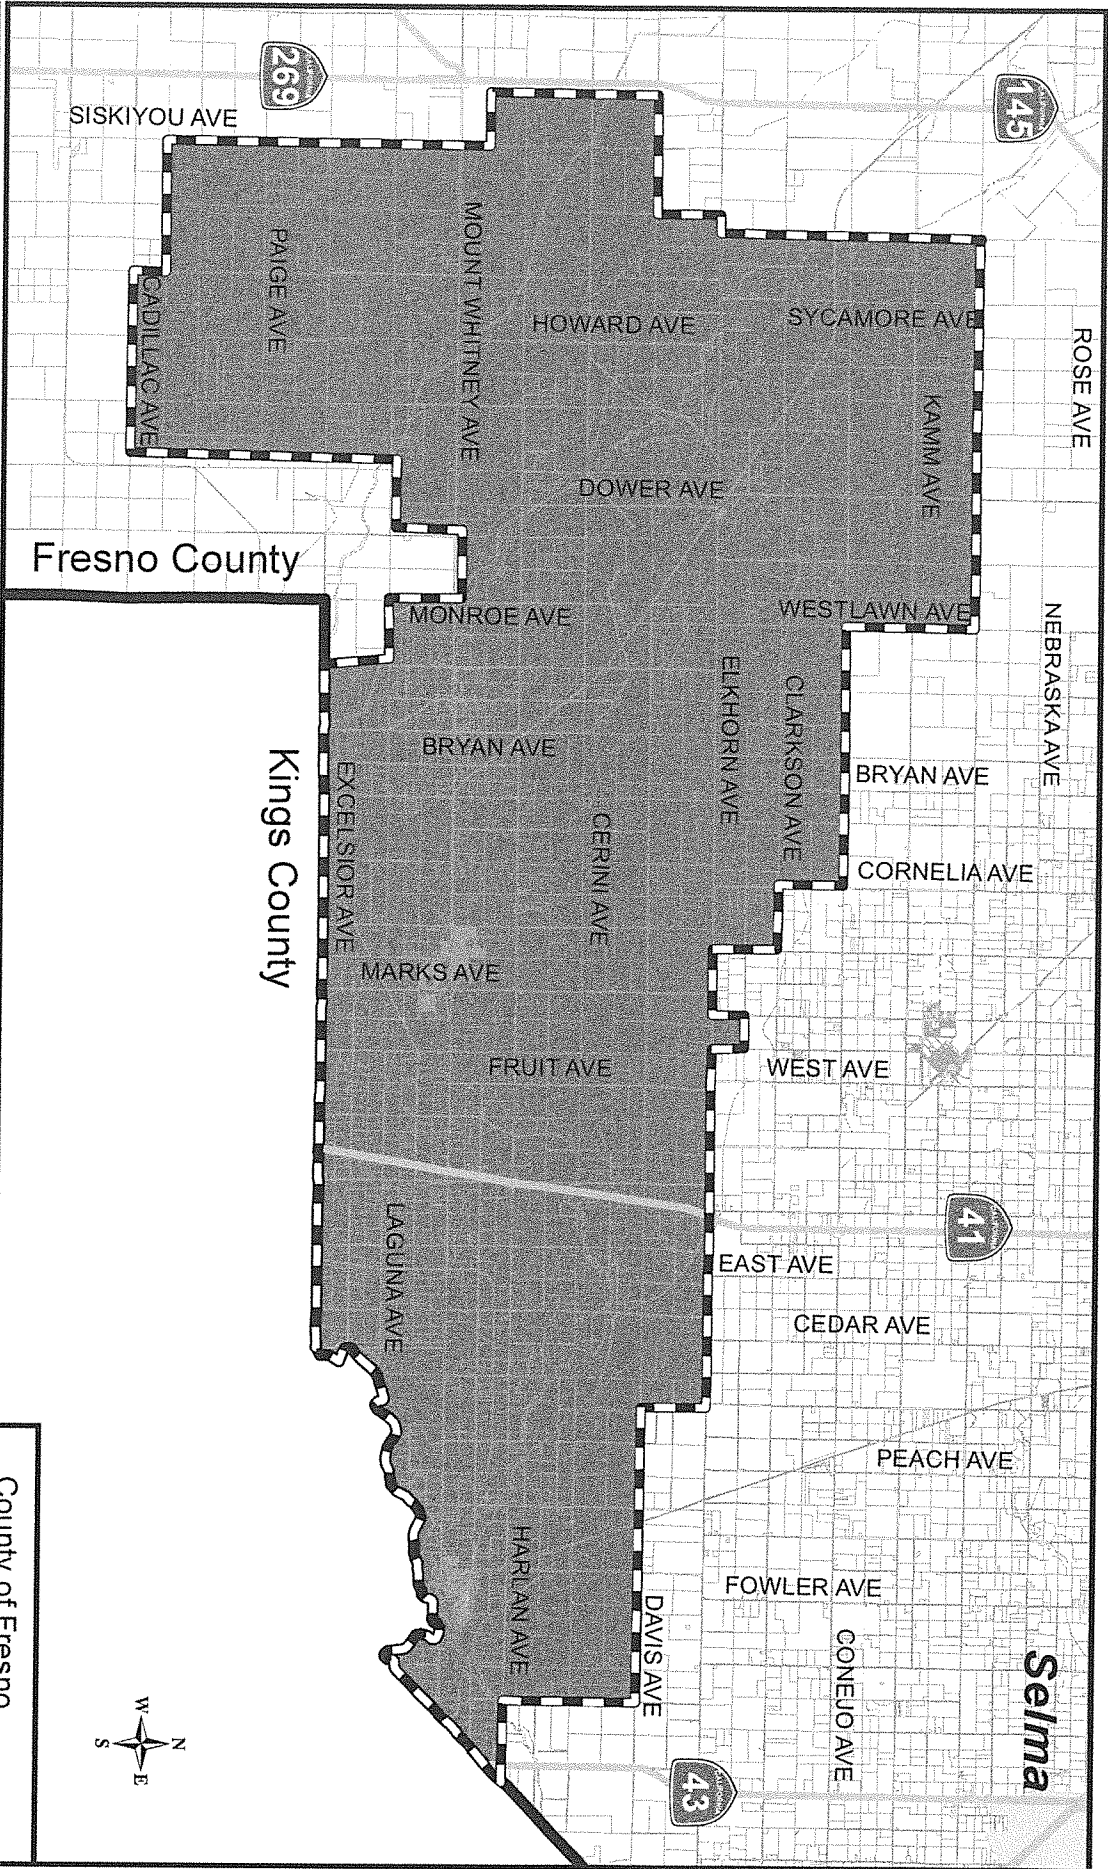 269
145
SISKIYOU AVE
PAIGE AVE
CADILLAC AVE
MOUNT WHITNEY AVE
HOWARD AVE
SYCAMORE AVE
ROSE AVE
KAMM AVE
DOWER AVE
Fresno County
MONROE AVE
WESTLAWN AVE
NEBRASKA AVE
ELKHORN AVE
CLARKSON AVE
BRYAN AVE
BRYAN AVE
Kings County
EXCELSIOR AVE
CERINI AVE
CORNELIA AVE
MARKS AVE
FRUIT AVE
WEST AVE
41
LAGUNA AVE
EAST AVE
CEDAR AVE
PEACH AVE
HARLAN AVE
FOWLER AVE
DAVIS AVE
CONEJO AVE
Selma
43
N
W
E
S
County of Fresno